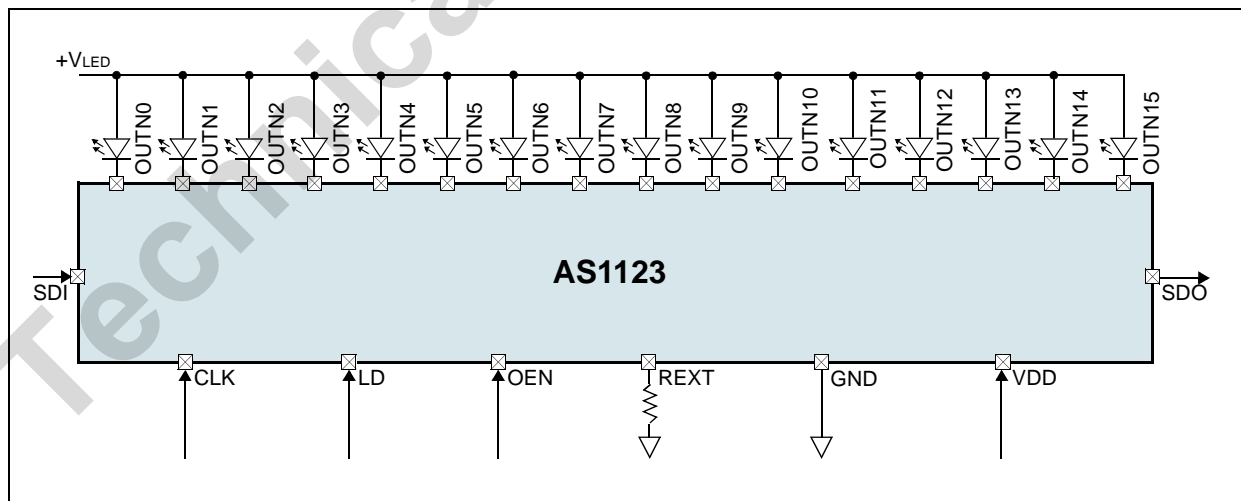 +VLED
OUTN0
OUTN1
OUTN2
OUTN3
OUTN4
OUTN5
OUTN6
OUTN7
OUTN8
OUTN9
OUTN10
OUTN11
OUTN12
OUTN13
OUTN14
OUTN15
AS1123
SDI
SDO
CLK
LD
OEN
REXT
GND
VDD
Technica